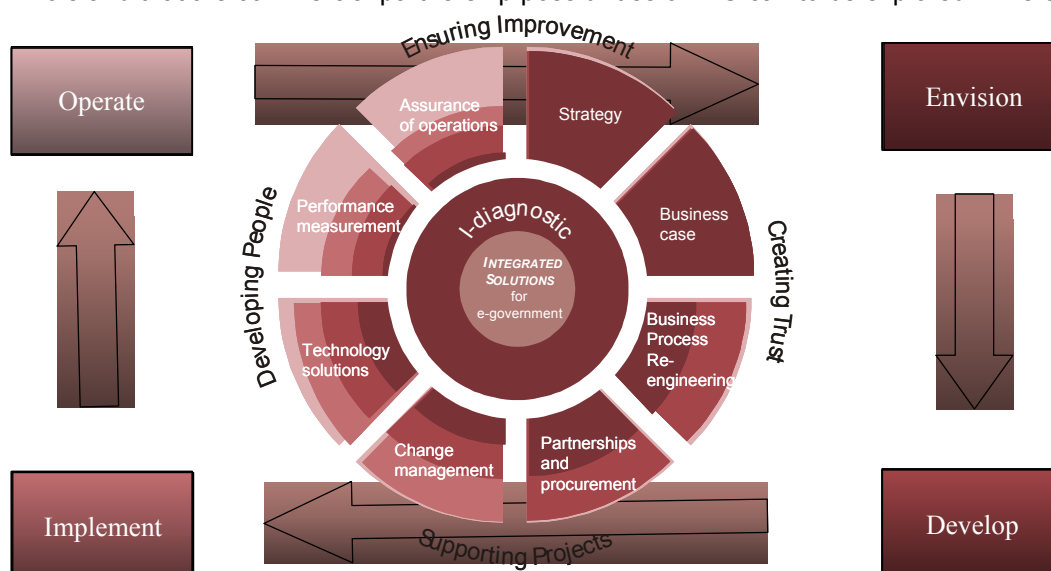 Ensuring Improvement
Operate
Envision
Assurance
of operations
Strategy
Performance
measurement
Business
case
I-diagnostic
INTEGRATED
SOLUTIONS
for
e-government
Developing People
Creating Trust
Technology
solutions
Business
Process
Re-
engineering
Change
management
Partnerships
and
procurement
Implement
Develop
Supporting Projects